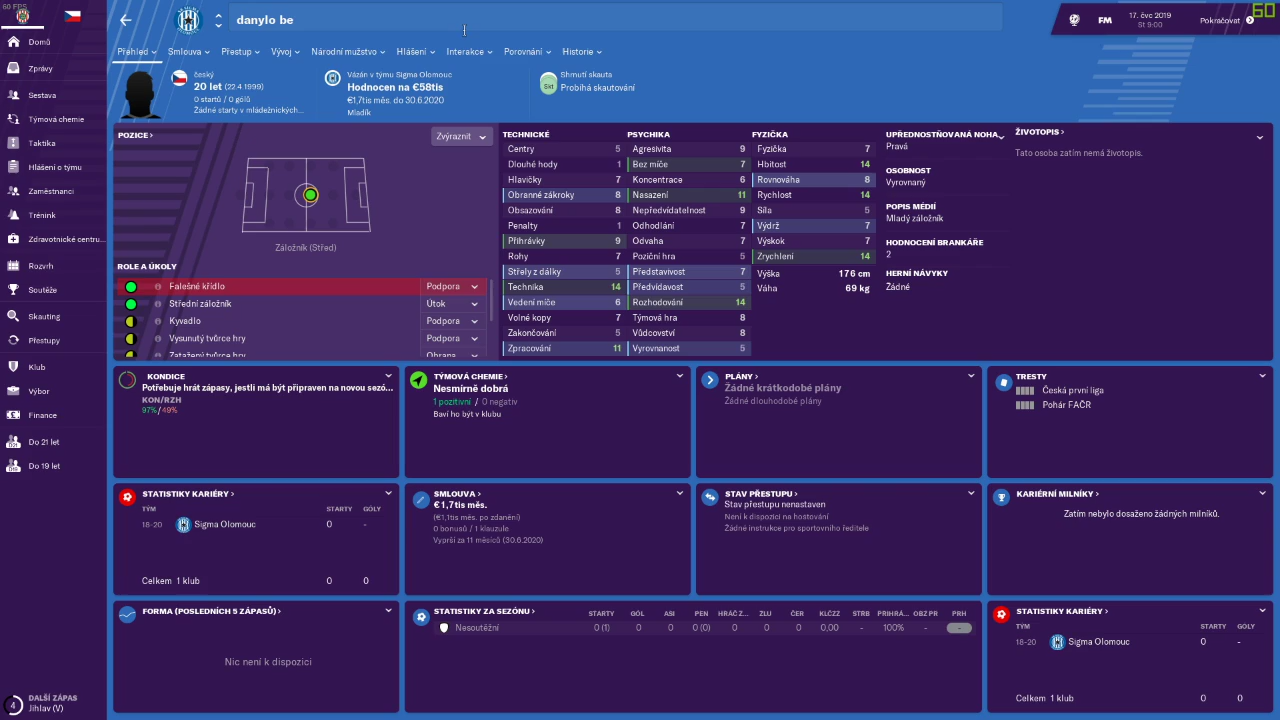 60 FPS
60
danylo be
FM
17. čvc 2019
St 9:00
Pokračovat
Domů
Zprávy
Sestava
Týmová chemie
Taktika
Hlášení o týmu
Zaměstnanci
Trénink
Zdravotnické centru...
Rozvrh
Soutěže
Skauting
Přestupy
Klub
Výbor
Finance
Do 21 let
Do 19 let
4
DALŠÍ ZÁPAS
Jihlav (V)
Přehled Smlouva Přestup Vývoj Národní mužstvo Hlášení Interakce Porovnání Historie
český
20 let (22.4.1999)
0 startů / 0 gólů
Žádné starty v mládežnických...
Vázán v týmu Sigma Olomouc
Hodnocen na €58tis
€1,7tis měs. do 30.6.2020
Mladík
Skt
Shrnutí skauta
Probíhá skautování
POZICE
Zvýraznit
Záložník (Střed)
ROLE A ÚKOLY
Falešné křídlo Podpora
Střední záložník Útok
Kyvadlo Podpora
Vysunutý tvůrce hry Podpora
Zatažený tvůrce hry Obrana
TECHNICKÉ
Centry 5
Dlouhé hody 1
Hlavičky 7
Obranné zákroky 8
Obsazování 8
Penalty 1
Přihrávky 9
Rohy 7
Střely z dálky 5
Technika 14
Vedení míče 6
Volné kopy 7
Zakončování 5
Zpracování 11
PSYCHIKA
Agresivita 9
Bez míče 7
Koncentrace 6
Nasazení 11
Nepředvídatelnost 9
Odhodlání 7
Odvaha 7
Poziční hra 5
Představivost 7
Předvídavost 5
Rozhodování 14
Týmová hra 8
Vůdcovství 8
Vyrovnanost 5
FYZIČKA
Fyzička 7
Hbitost 14
Rovnováha 8
Rychlost 14
Síla 5
Výdrž 7
Výskok 7
Zrychlení 14
Výška 176 cm
Váha 69 kg
UPŘEDNOSTŇOVANÁ NOHA
Pravá
OSOBNOST
Vyrovnaný
POPIS MÉDIÍ
Mladý záložník
HODNOCENÍ BRANKÁŘE
2
HERNÍ NÁVYKY
Žádné
ŽIVOTOPIS
Tato osoba zatím nemá životopis.
KONDICE
Potřebuje hrát zápasy, jestli má být připraven na novou sezó...
KON/RZH
97%/49%
TÝMOVÁ CHEMIE
Nesmírně dobrá
1 pozitivní / 0 negativ
Baví ho být v klubu
PLÁNY
Žádné krátkodobé plány
Žádné dlouhodobé plány
TRESTY
Česká první liga
Pohár FAČR
STATISTIKY KARIÉRY
TÝM STARTY GÓLY
18-20 Sigma Olomouc 0 -
Celkem 1 klub 0 0
SMLOUVA
€1,7tis měs.
(€1,1tis měs. po zdanění)
0 bonusů / 1 klauzule
Vyprší za 11 měsíců (30.6.2020)
STAV PŘESTUPU
Stav přestupu nenastaven
Není k dispozici na hostování
Žádné instrukce pro sportovního ředitele
KARIÉRNÍ MILNÍKY
Zatím nebylo dosaženo žádných milníků.
FORMA (POSLEDNÍCH 5 ZÁPASŮ)
Nic není k dispozici
STATISTIKY ZA SEZÓNU STARTY GÓL ASI PEN HRÁČ Z... ŽLU ČER KLČZZ STRB PŘIHRÁ... OBZ PR PRH
Nesoutěžní 0 (1) 0 0 0 (0) 0 0 0 0,00 - 100% - -
STATISTIKY KARIÉRY
TÝM STARTY GÓLY
18-20 Sigma Olomouc 0 -
Celkem 1 klub 0 0